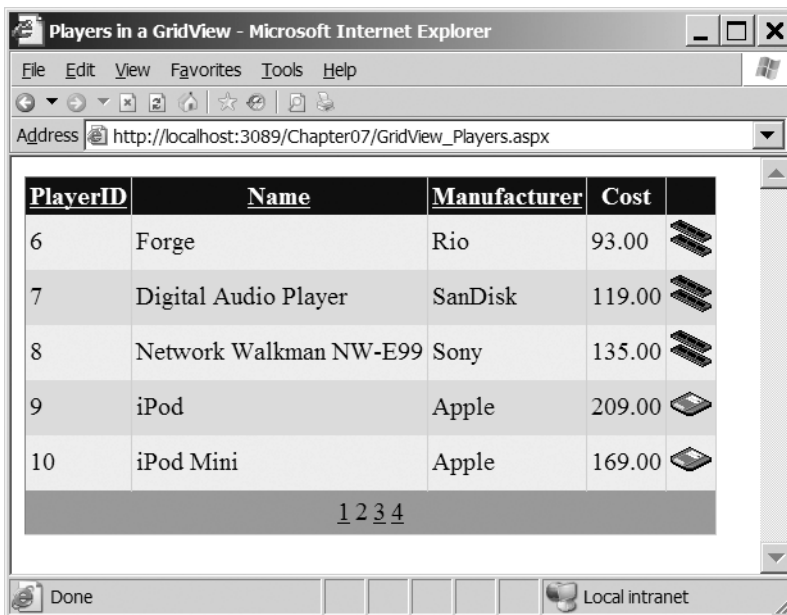 Players in a GridView - Microsoft Internet Explorer
File Edit View Favorites Tools Help
Address http://localhost:3089/Chapter07/GridView_Players.aspx
PlayerID Name Manufacturer Cost
6 Forge Rio 93.00
7 Digital Audio Player SanDisk 119.00
8 Network Walkman NW-E99 Sony 135.00
9 iPod Apple 209.00
10 iPod Mini Apple 169.00
1 2 3 4
Done Local intranet